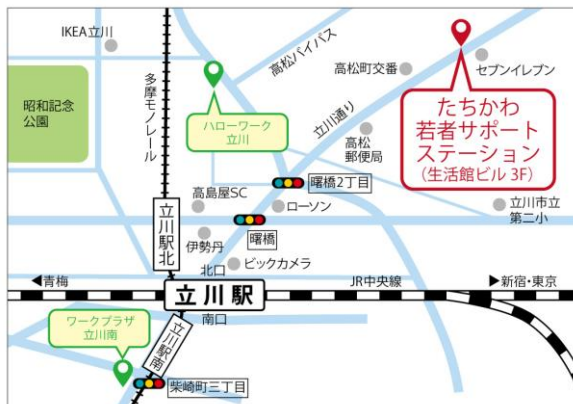 IKEA立川
昭和記念
公園
多摩モノレール
ハローワーク
立川
高松バイパス
高松町交番
セブンイレブン
たちかわ
若者サポート
ステーション
(生活館ビル 3F)
立川通り
高松
郵便局
曙橋2丁目
高島屋SC
ローソン
立川市立
第二小
立川駅北
伊勢丹
曙橋
北口
ビックカメラ
◀青梅
立川駅
JR中央線
▶新宿・東京
南口
ワークプラザ
立川南
立川駅南
柴崎町三丁目